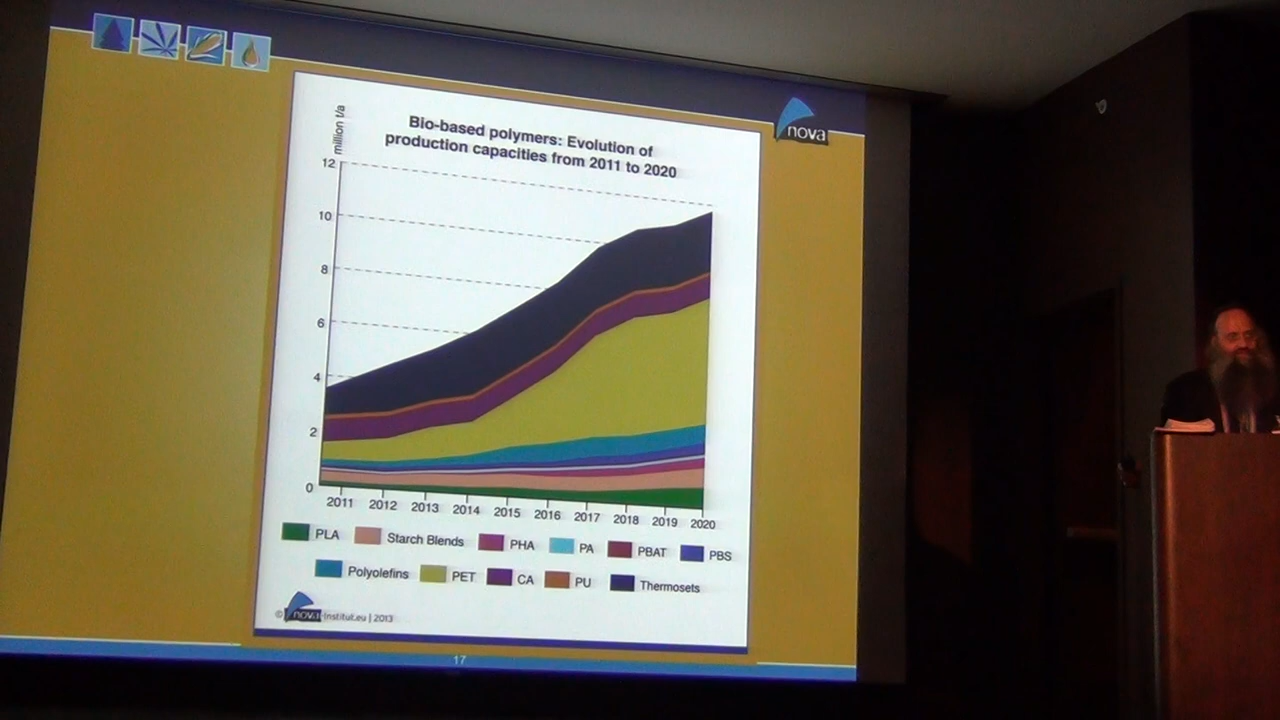 nova
million t/a
Bio-based polymers: Evolution of
production capacities from 2011 to 2020
12
10
8
6
4
2
0
2011 2012 2013 2014 2015 2016 2017 2018 2019 2020
PLA Starch Blends PHA PA PBAT PBS
Polyolefins PET CA PU Thermosets
© nova-Institut.eu | 2013
17